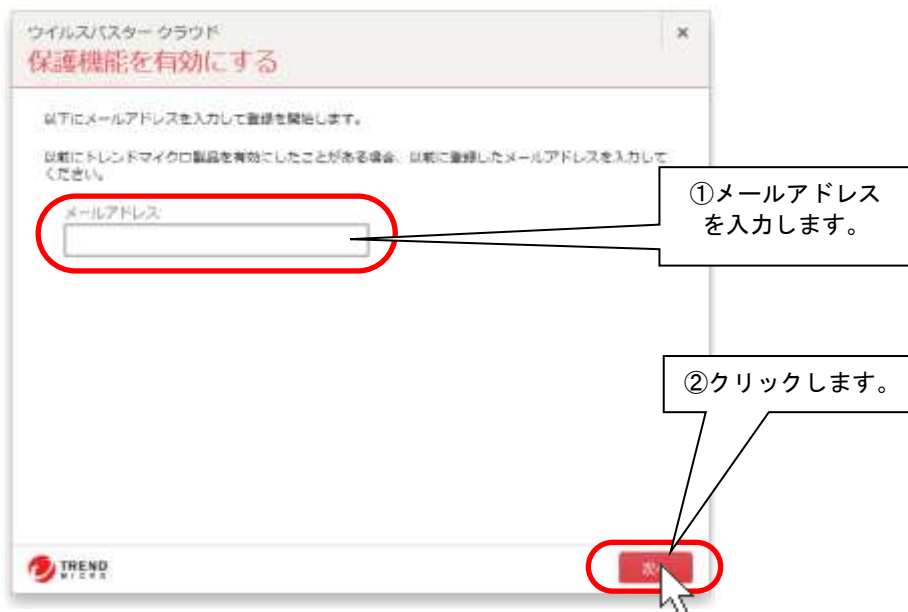 ウイルスバスター クラウド
×
保護機能を有効にする
以下にメールアドレスを入力して登録を開始します。
以前にトレンドマイクロ製品を有効にしたことがある場合、以前に登録したメールアドレスを入力して
ください。
メールアドレス:
①メールアドレス
を入力します。
②クリックします。
TREND
MICRO
次